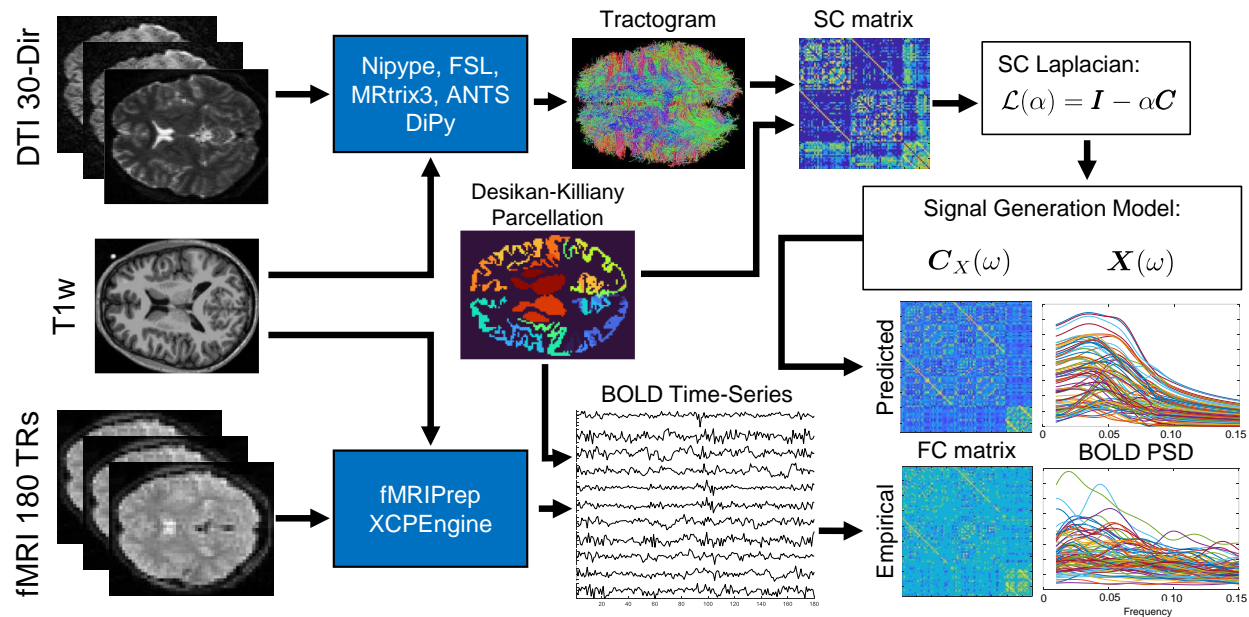 DTI 30-Dir
Nipype, FSL,
MRtrix3, ANTS
DiPy
Tractogram
SC matrix
SC Laplacian:
ℒ(α) = I − αC
T1w
Desikan-Killiany
Parcellation
Signal Generation Model:
C_X(ω) X(ω)
Predicted
0 0.05 0.1 0.15
fMRI 180 TRs
fMRIPrep
XCPEngine
BOLD Time-Series
20 40 60 80 100 120 140 160 180
FC matrix
BOLD PSD
Empirical
0 0.05 0.1 0.15
Frequency